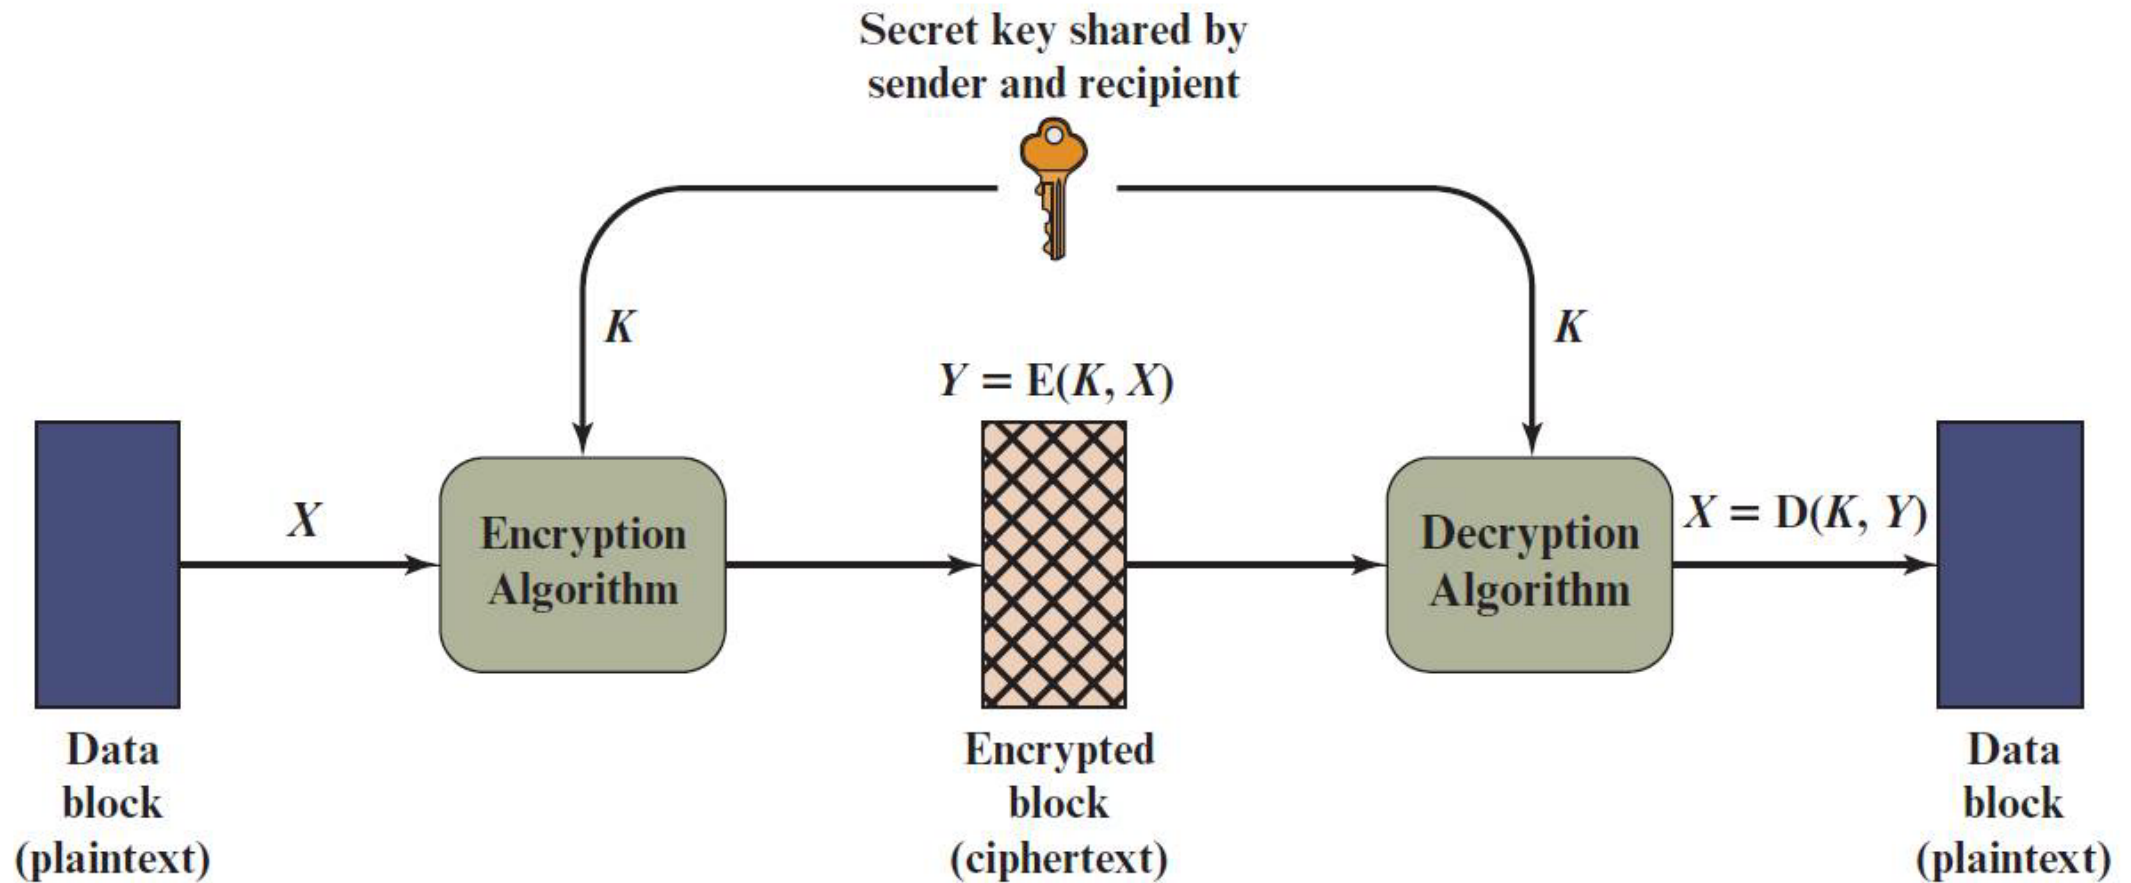 Secret key shared by
sender and recipient
K
K
Y = E(K, X)
X
Encryption
Algorithm
Decryption
Algorithm
X = D(K, Y)
Data
block
(plaintext)
Encrypted
block
(ciphertext)
Data
block
(plaintext)